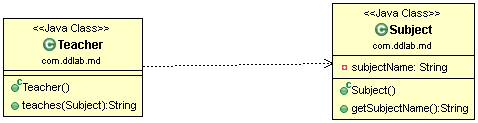 <<Java Class>>
C Teacher
com.ddlab.md
C Teacher()
teaches(Subject):String
<<Java Class>>
C Subject
com.ddlab.md
subjectName: String
C Subject()
getSubjectName():String